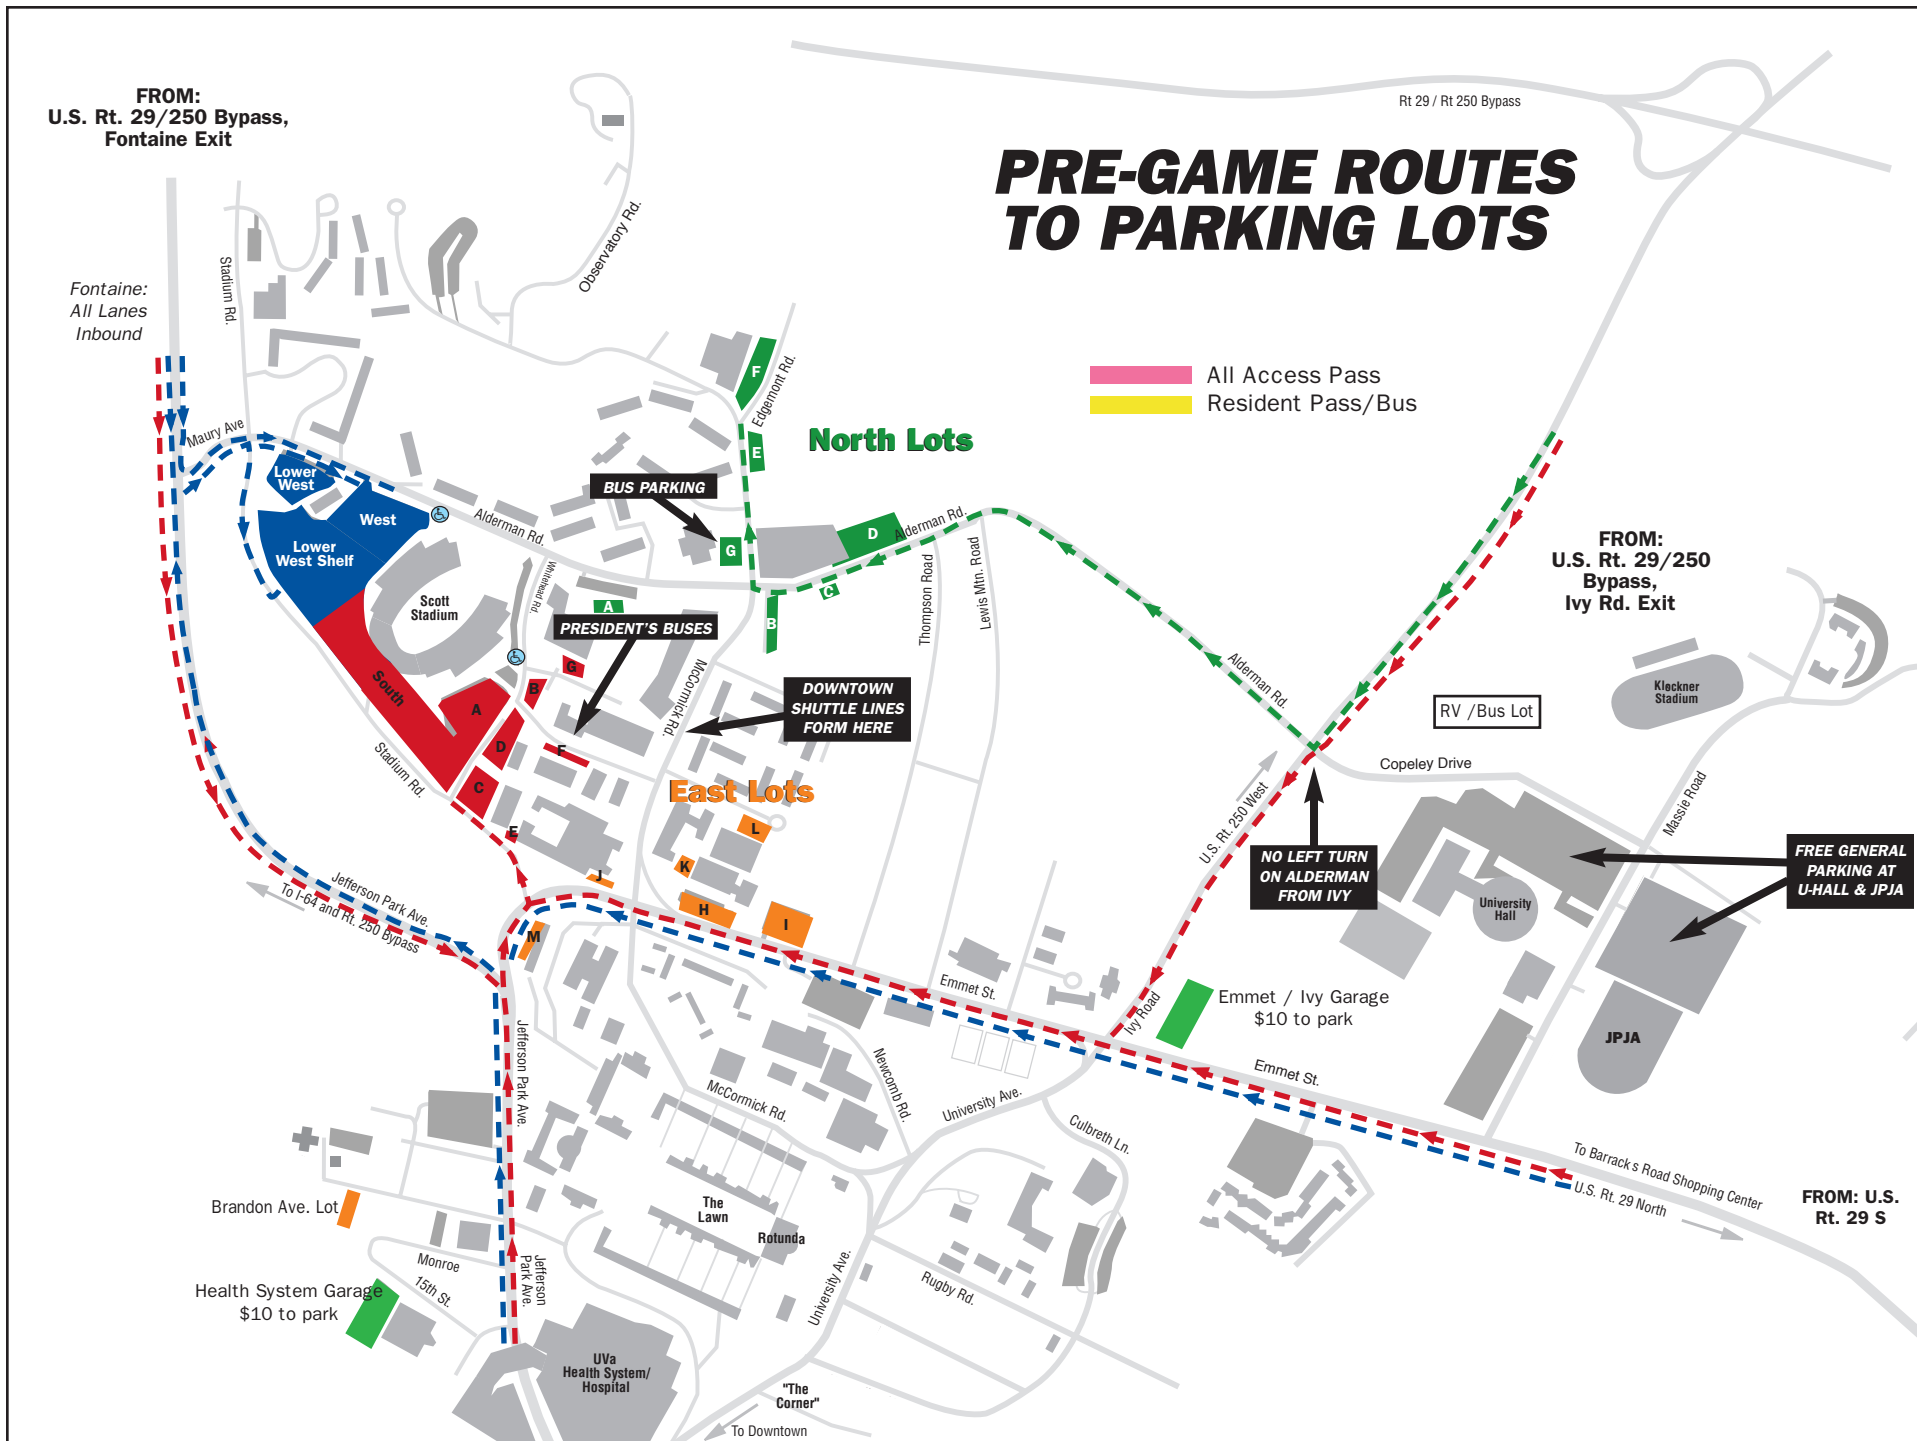 FROM:
U.S. Rt. 29/250 Bypass,
Fontaine Exit
Rt 29 / Rt 250 Bypass
PRE-GAME ROUTES
TO PARKING LOTS
Observatory Rd.
Stadium Rd.
Fontaine:
All Lanes
Inbound
All Access Pass
Resident Pass/Bus
F
Edgemont Rd.
Maury Ave
North Lots
E
Lower
West
BUS PARKING
West
Alderman Rd.
Alderman Rd.
D
G
Lower
West Shelf
FROM:
U.S. Rt. 29/250
Bypass,
Ivy Rd. Exit
Whitehead Rd.
Thompson Road
Lewis Mtn. Road
C
A
B
Scott
Stadium
PRESIDENT'S BUSES
G
McCormick Rd.
Alderman Rd.
South
B
A
DOWNTOWN
SHUTTLE LINES
FORM HERE
Klockner
Stadium
RV /Bus Lot
D
F
Stadium Rd.
Copeley Drive
C
East Lots
U.S. Rt. 250 West
Massie Road
E
L
NO LEFT TURN
ON ALDERMAN
FROM IVY
FREE GENERAL
PARKING AT
U-HALL & JPJA
K
J
Jefferson Park Ave.
To I-64 and Rt. 250 Bypass
H
I
University
Hall
M
Emmet St.
Ivy Road
Emmet / Ivy Garage
$10 to park
JPJA
Jefferson Park Ave.
Emmet St.
Newcomb Rd.
McCormick Rd.
University Ave.
Culbreth Ln.
To Barracks Road Shopping Center
U.S. Rt. 29 North
FROM: U.S.
Rt. 29 S
Brandon Ave. Lot
The
Lawn
Rotunda
Monroe
15th St.
Jefferson
Park Ave.
University Ave.
Rugby Rd.
Health System Garage
$10 to park
UVa
Health System/
Hospital
"The
Corner"
To Downtown